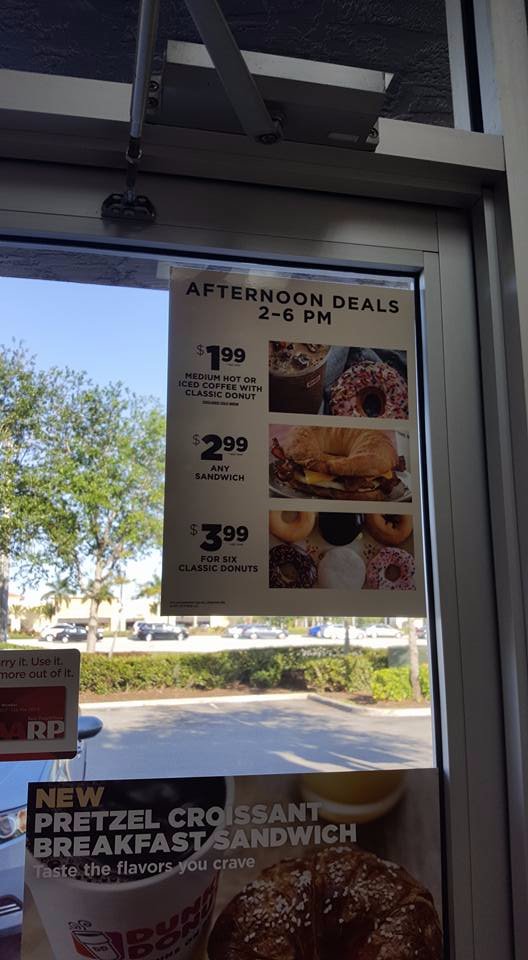 AFTERNOON DEALS
2-6 PM
$1.99
MEDIUM HOT OR
ICED COFFEE WITH
CLASSIC DONUT
$2.99
ANY
SANDWICH
$3.99
FOR SIX
CLASSIC DONUTS
rry it. Use it.
more out of it.
ARP
NEW
PRETZEL CROISSANT
BREAKFAST SANDWICH
Taste the flavors you crave
DUN
DON